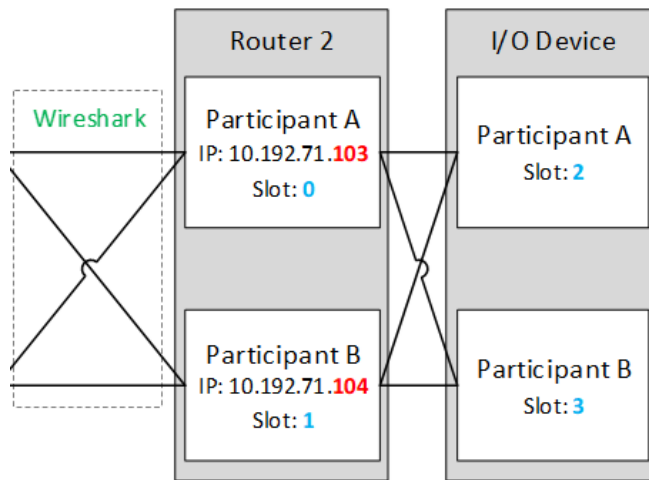 Router 2
I/O Device
Wireshark
Participant A
IP: 10.192.71.103
Slot: 0
Participant A
Slot: 2
Participant B
IP: 10.192.71.104
Slot: 1
Participant B
Slot: 3